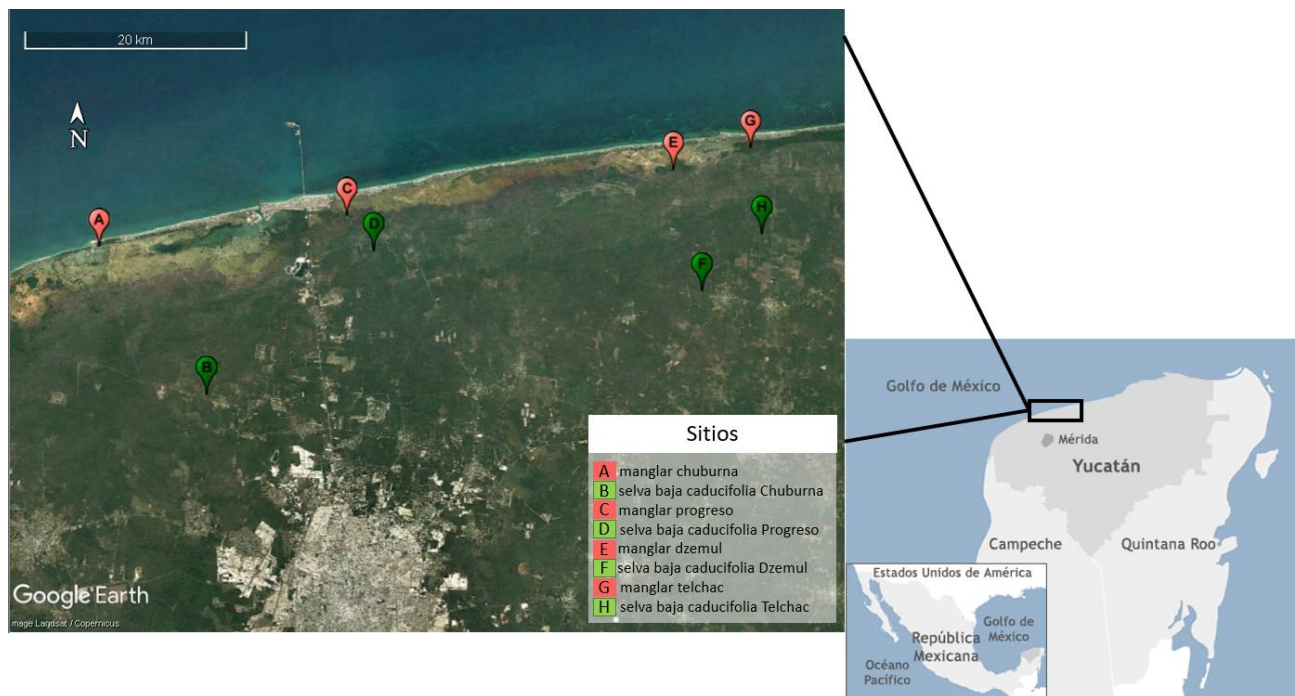 20 km
N
G
E
C
H
A
D
F
B
Sitios
A manglar chuburna
B selva baja caducifolia Chuburna
C manglar progreso
D selva baja caducifolia Progreso
E manglar dzemul
F selva baja caducifolia Dzemul
G manglar telchac
H selva baja caducifolia Telchac
Google Earth
mage Landsat / Copernicus
Golfo de México
Mérida
Yucatán
Campeche
Quintana Roo
Estados Unidos de América
Golfo de
México
República
Mexicana
Océano
Pacífico